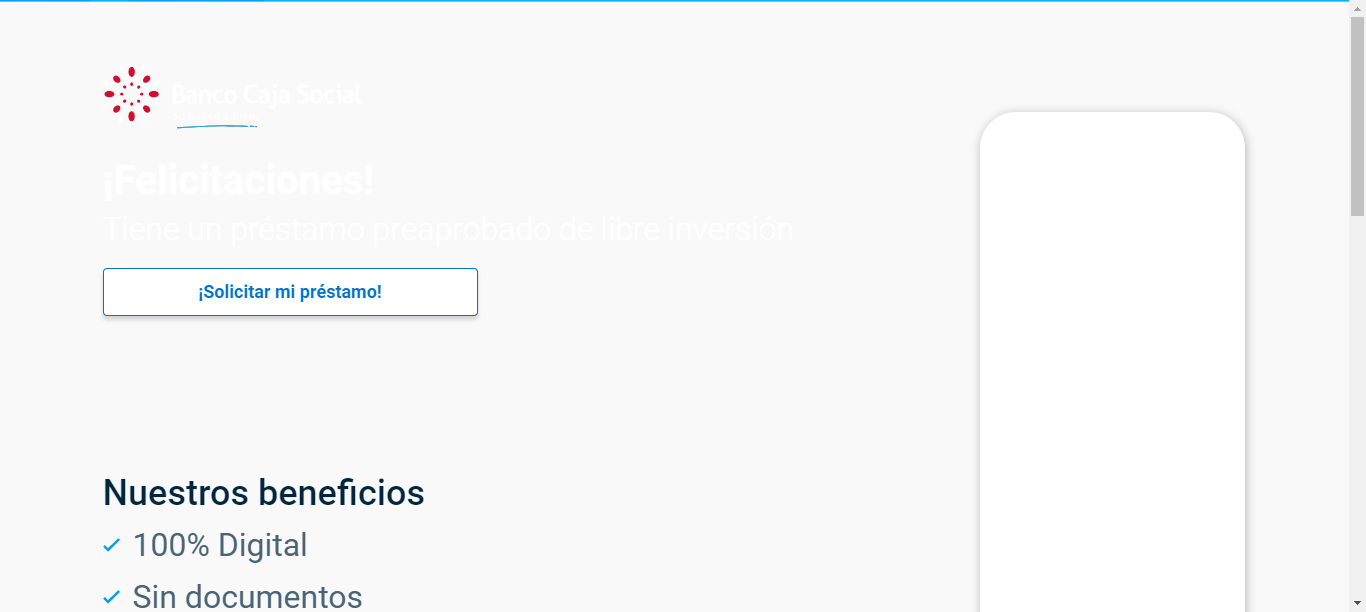 Banco Caja Social
¡Felicitaciones!
Tiene un préstamo preaprobado de libre inversión
¡Solicitar mi préstamo!
Nuestros beneficios
100% Digital
Sin documentos